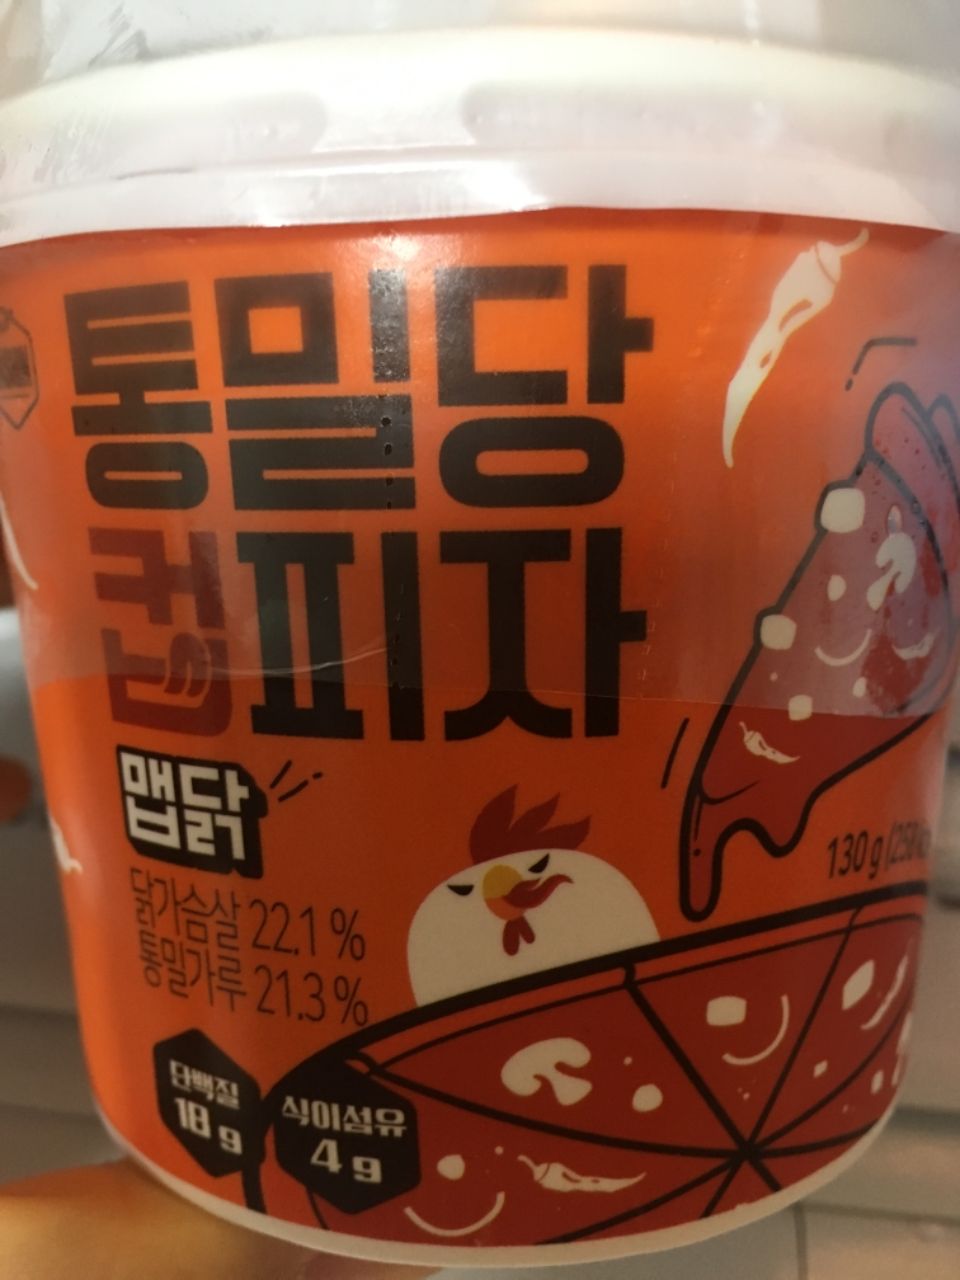 통밀당
컵피자
맵닭
닭가슴살 22.1 %
통밀가루 21.3 %
130 g
단백질
18 g
식이섬유
4 g